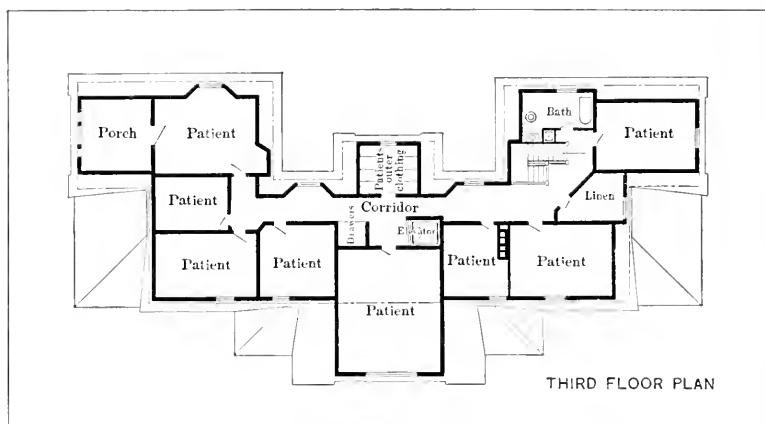 Bath
Porch
Patient
Patient
Patients
outer
clothing
Patient
Linen
Corridor
Drawers
Elevator
Patient
Patient
Patient
Patient
Patient
THIRD FLOOR PLAN